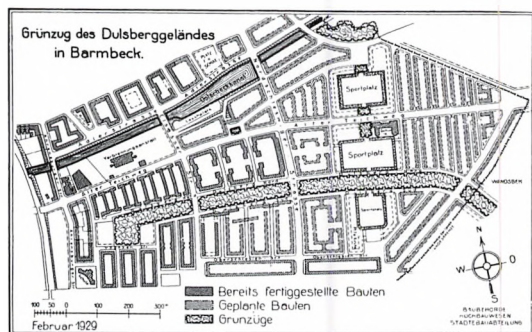 Grünzug des Dulsberggeländes
in Barmbeck.
Sportplatz
Sportplatz
N
W
O
S
Bereits fertiggestellte Bauten
Geplante Bauten
Grünzüge
100 50 0 100 200 300
Februar 1929
BAUBEHÖRDE
HOCHBAUWESEN
STÄDTEBAUABTEILUNG